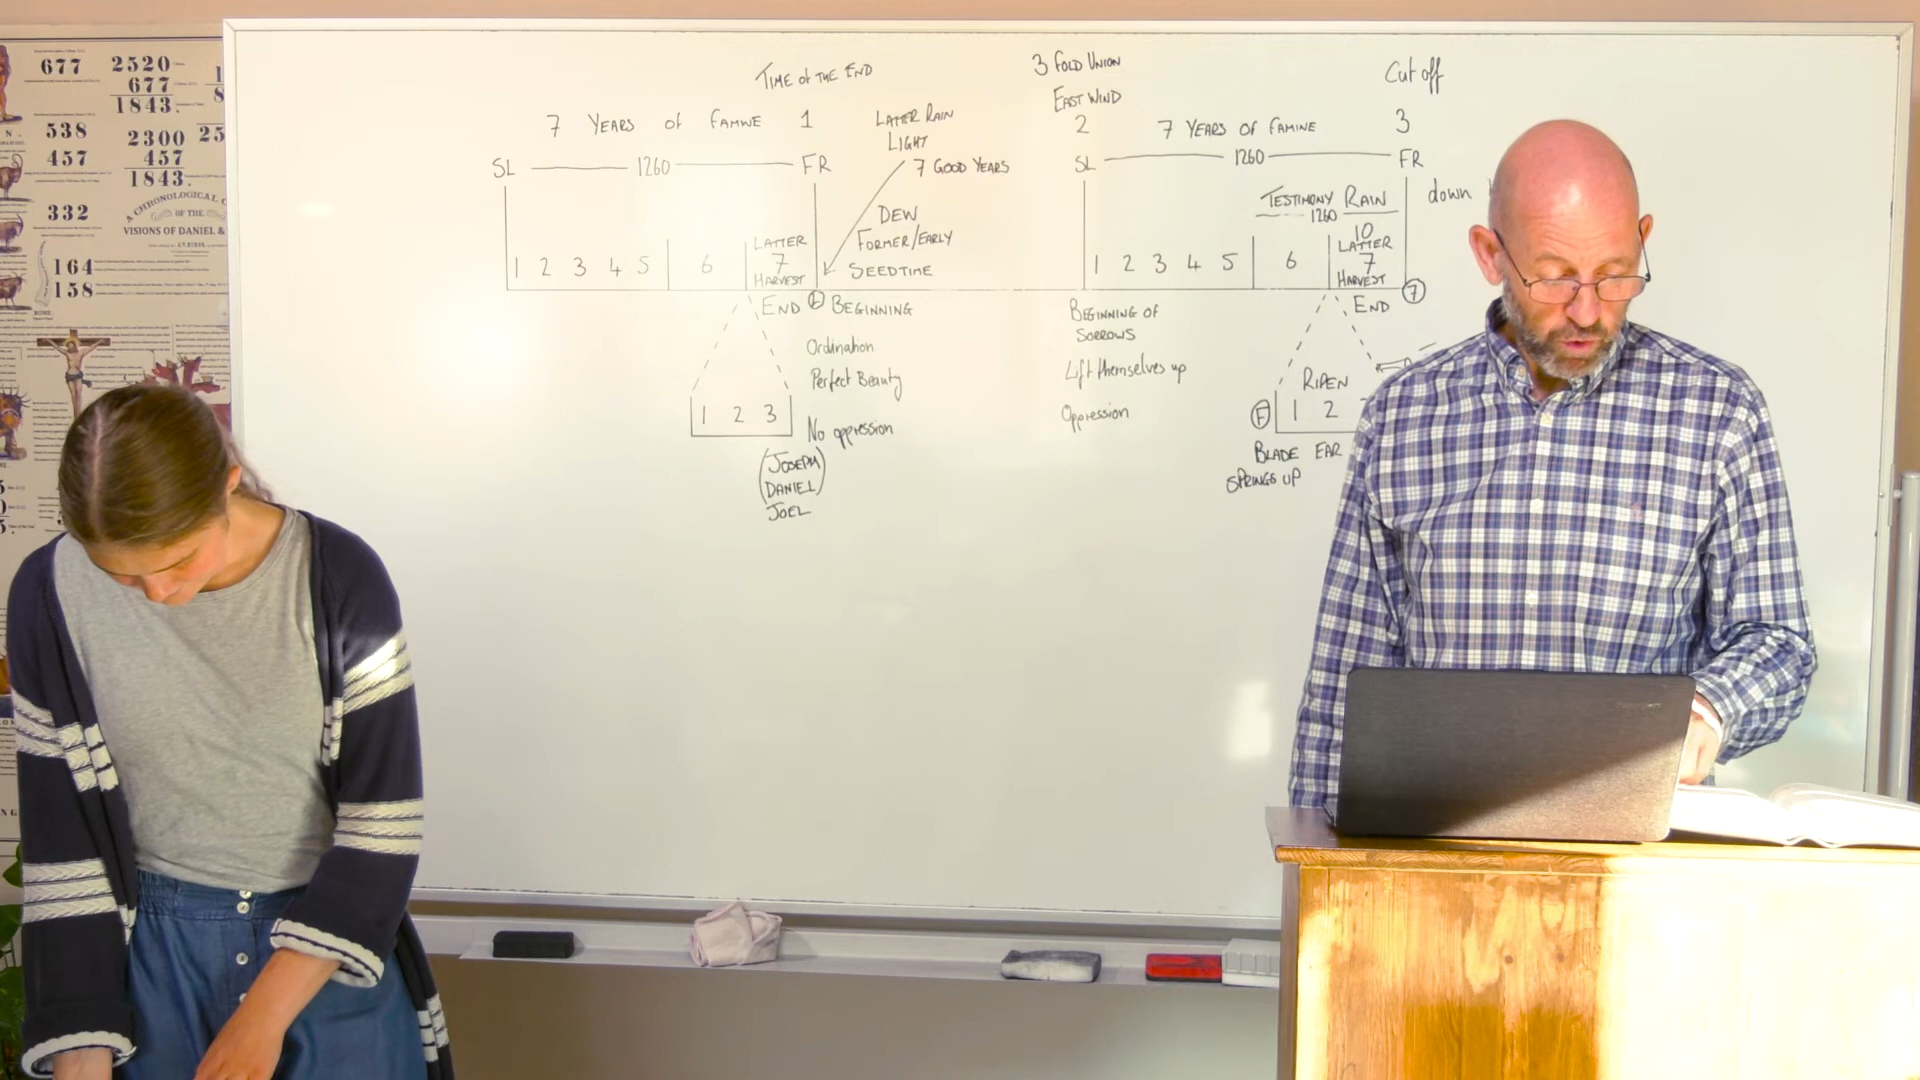 677
2520
677
1843.
538
457
2300
457
1843.
25
332
A CHRONOLOGICAL C
OF THE
VISIONS OF DANIEL &
164
158
ROME.
TIME of THE END
7 YEARS of FAMINE 1
SL 1260 FR
LATTER RAIN
LIGHT
7 GOOD YEARS
DEW
FORMER/EARLY
SEEDTIME
1 2 3 4 5 6
LATTER
7
HARVEST
END E BEGINNING
Ordination
Perfect Beauty
No oppression
1 2 3
(JOSEPH)
(DANIEL)
JOEL
3 FOLD UNION
EAST WIND
2 7 YEARS OF FAMINE 3
Cut off
SL 1260 FR
down
TESTIMONY RAIN
1260
1 2 3 4 5 6
10
LATTER
7
HARVEST
END 7
BEGINNING OF
SORROWS
Lift themselves up
Oppression
RIPEN
F 1 2
BLADE EAR
SPRINGS UP